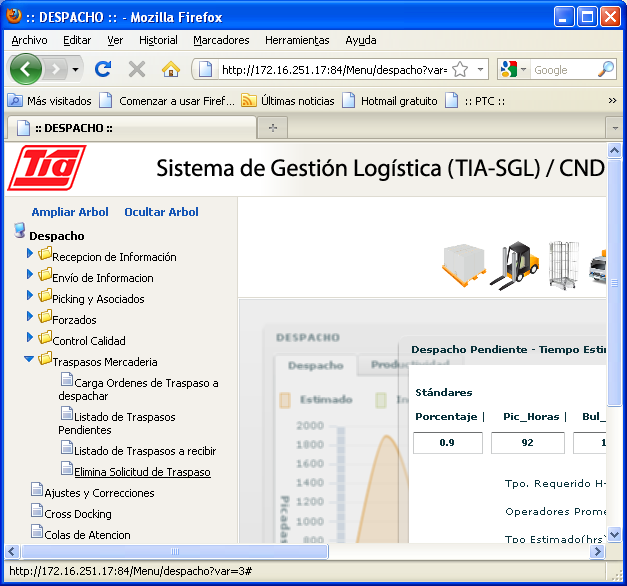 :: DESPACHO :: - Mozilla Firefox
Archivo Editar Ver Historial Marcadores Herramientas Ayuda
http://172.16.251.17:84/Menu/despacho?var= Google
Más visitados Comenzar a usar Firef... Últimas noticias Hotmail gratuito :: PTC :: »
:: DESPACHO ::
Tia Sistema de Gestión Logística (TIA-SGL) / CND
Ampliar Arbol Ocultar Arbol
Despacho
Recepcion de Información
Envío de Informacion
Picking y Asociados
Forzados
Control Calidad
Traspasos Mercaderia
Carga Ordenes de Traspaso a
despachar
Listado de Traspasos
Pendientes
Listado de Traspasos a recibir
Elimina Solicitud de Traspaso
Ajustes y Correcciones
Cross Docking
Colas de Atencion
DESPACHO
Despacho Productividad
Estimado
2000
1800
1600
1400
1200
1000
800
Picadas
Despacho Pendiente - Tiempo Esti
Stándares
Porcentaje | Pic_Horas | Bul_
0.9 92 1
Tpo. Requerido H-
Operadores Prome
Tpo Estimado(hrs)
http://172.16.251.17:84/Menu/despacho?var=3#